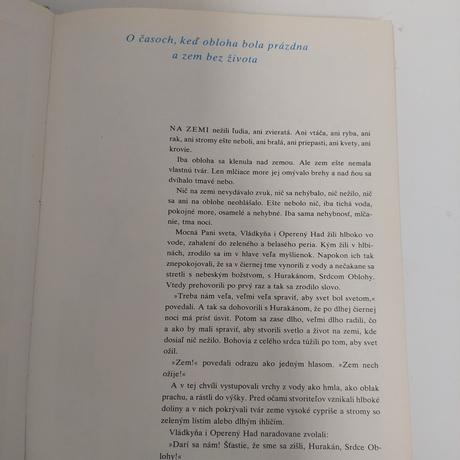 O časoch, keď obloha bola prázdna
a zem bez života
NA ZEMI nežili ľudia, ani zvieratá. Ani vtáča, ani ryba, ani
rak, ani stromy ešte neboli, ani bralá, ani priepasti, ani kvety, ani
krovie.
Iba obloha sa klenula nad zemou. Ale zem ešte nemala
vlastnú tvár. Len mlčiace more jej omývalo brehy a nad ňou sa
dvíhalo tmavé nebo.
Nič na zemi nevydávalo zvuk, nič sa nehýbalo, nič nežilo, nič
sa ani na oblohe neohlášalo. Ešte nebolo nič, iba tichá voda,
pokojné more, osamelé a nehybné. Iba sama nehybnosť, mlča-
nie, tma noci.
Mocná Pani sveta, Vládkyňa i Operený Had žili hlboko vo
vode, zahalení do zeleného a belasého peria. Kým žili v hlbi-
nách, zrodilo sa im v hlave veľa myšlienok. Napokon ich tak
znepokojovali, že sa v čiernej tme vynorili z vody a nečakane sa
stretli s nebeským božstvom, s Hurakánom, Srdcom Oblohy.
Vtedy prehovorili po prvý raz a tak sa zrodilo slovo.
»Treba nám veľa, veľmi veľa spraviť, aby svet bol svetom,«
povedali. A tak sa dohovorili s Hurakánom, že po dlhej čiernej
noci má prísť úsvit. Potom sa zase dlho, veľmi dlho radili, čo
a ako by mali spraviť, aby stvorili svetlo a život na zemi, kde
dosiaľ nič nežilo. Bohovia z celého srdca túžili po tom, aby svet
ožil.
»Zem!« povedali odrazu ako jedným hlasom. »Zem nech
ožije!«
A v tej chvíli vystupovali vrchy z vody ako hmla, ako oblak
prachu, a rástli do výšky. Pred očami stvoriteľov vznikali hlboké
doliny a v nich pokrývali tvár zeme vysoké cypriše a stromy so
zeleným lístím alebo dlhým ihličím.
Vládkyňa i Operený Had naradovane zvolali:
»Darí sa nám! Šťastie, že sme sa zišli, Hurakán, Srdce Ob-
lohy!«